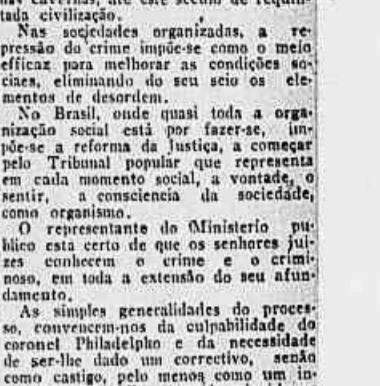 nas cavernas, até este seculo de requin-
tada civilização.
Nas sociedades organizadas, a re-
pressão do crime impõe-se como o meio
efficaz para melhorar as condições so-
ciaes, eliminando do seu seio os ele-
mentos de desordem.
No Brasil, onde quasi toda a orga-
nização social está por fazer-se, im-
põe-se a reforma da Justiça, a começar
pelo Tribunal popular que representa
em cada momento social, a vontade, o
sentir, a consciencia da sociedade,
como organismo.
O representante do Ministerio pu-
blico esta certo de que os senhores jui-
zes conhecem o crime e o crimi-
noso, em toda a extensão do seu afun-
damento.
As simples generalidades do proces-
so, convencem-nos da culpabilidade do
coronel Philadelpho e da necessidade
de ser-lhe dado um correctivo, senão
como castigo, pelo menos como um in-